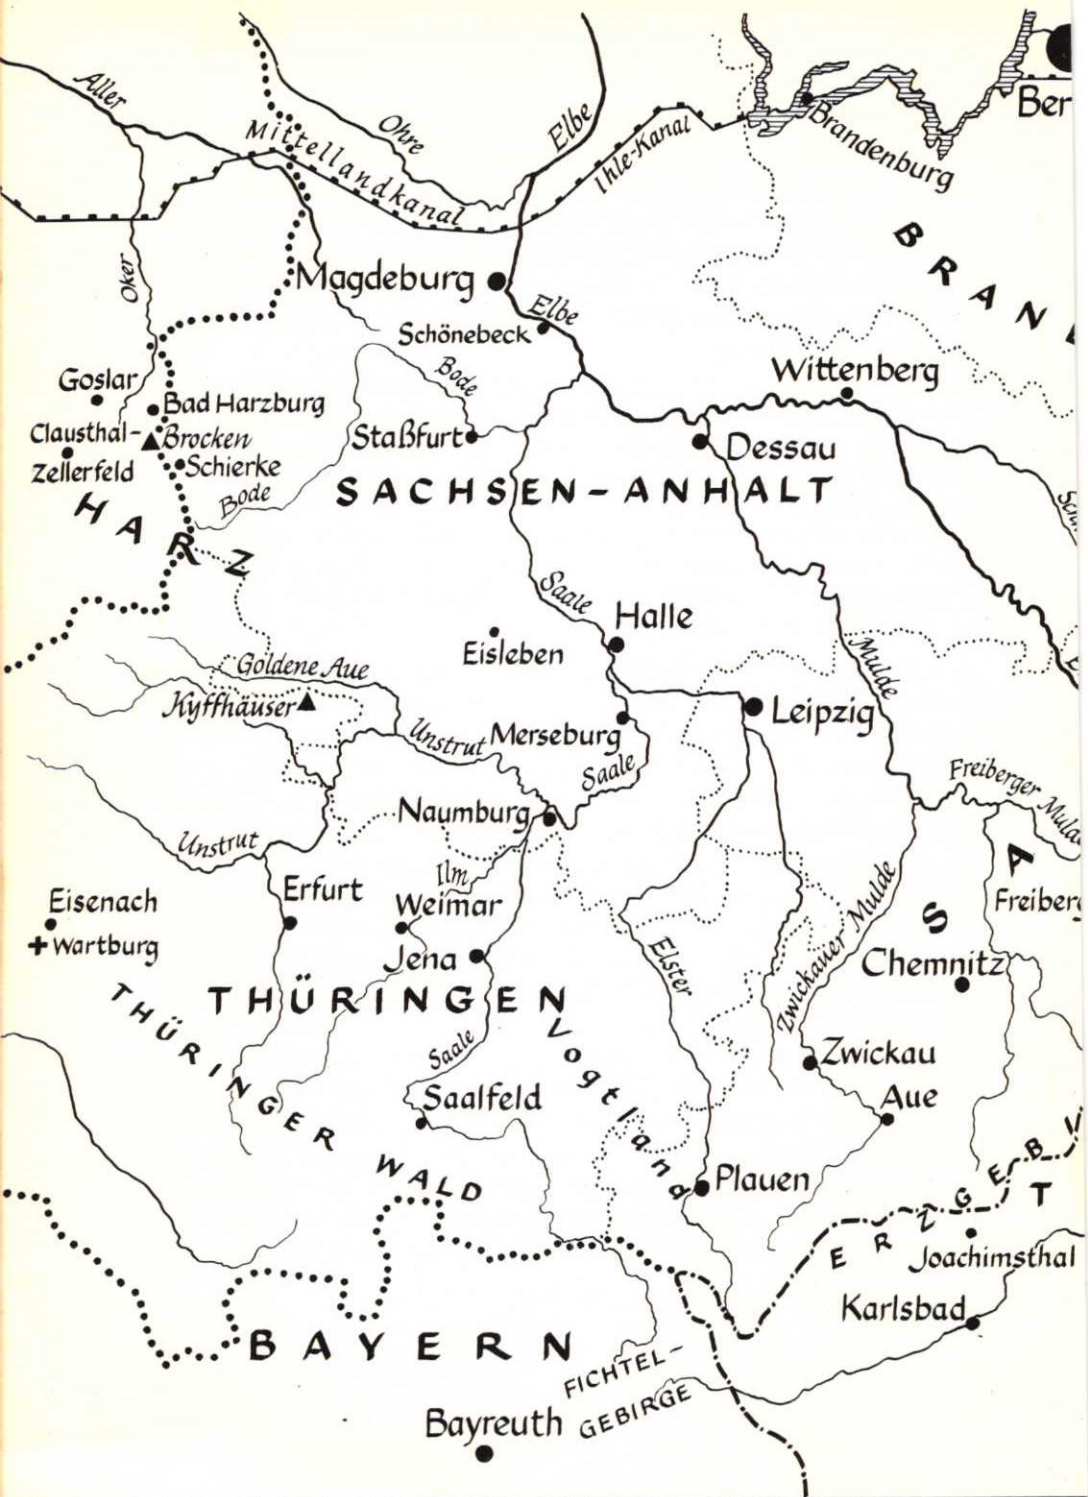 Aller
Ohre
Elbe
Ber
Mittellandkanal
Ihle-Kanal
Brandenburg
BRAN
Oker
Magdeburg
Elbe
Schönebeck
Goslar
Bode
Wittenberg
Bad Harzburg
Clausthal-
Zellerfeld
Brocken
Staßfurt
Dessau
Schierke
Bode
SACHSEN-ANHALT
HARZ
Saale
Halle
Eisleben
Goldene Aue
Mulde
Kyffhäuser
Unstrut
Merseburg
Leipzig
Saale
Freiberger Mulde
Naumburg
Unstrut
Ilm
SA
Eisenach
Erfurt
Weimar
Zwickauer Mulde
Freiberg
Wartburg
Jena
Elster
Chemnitz
THÜRINGEN
THÜRINGER WALD
Vogtland
Saale
Zwickau
Saalfeld
Aue
Plauen
ERZGEBI
T
Joachimsthal
Karlsbad
BAYERN
FICHTEL-
GEBIRGE
Bayreuth